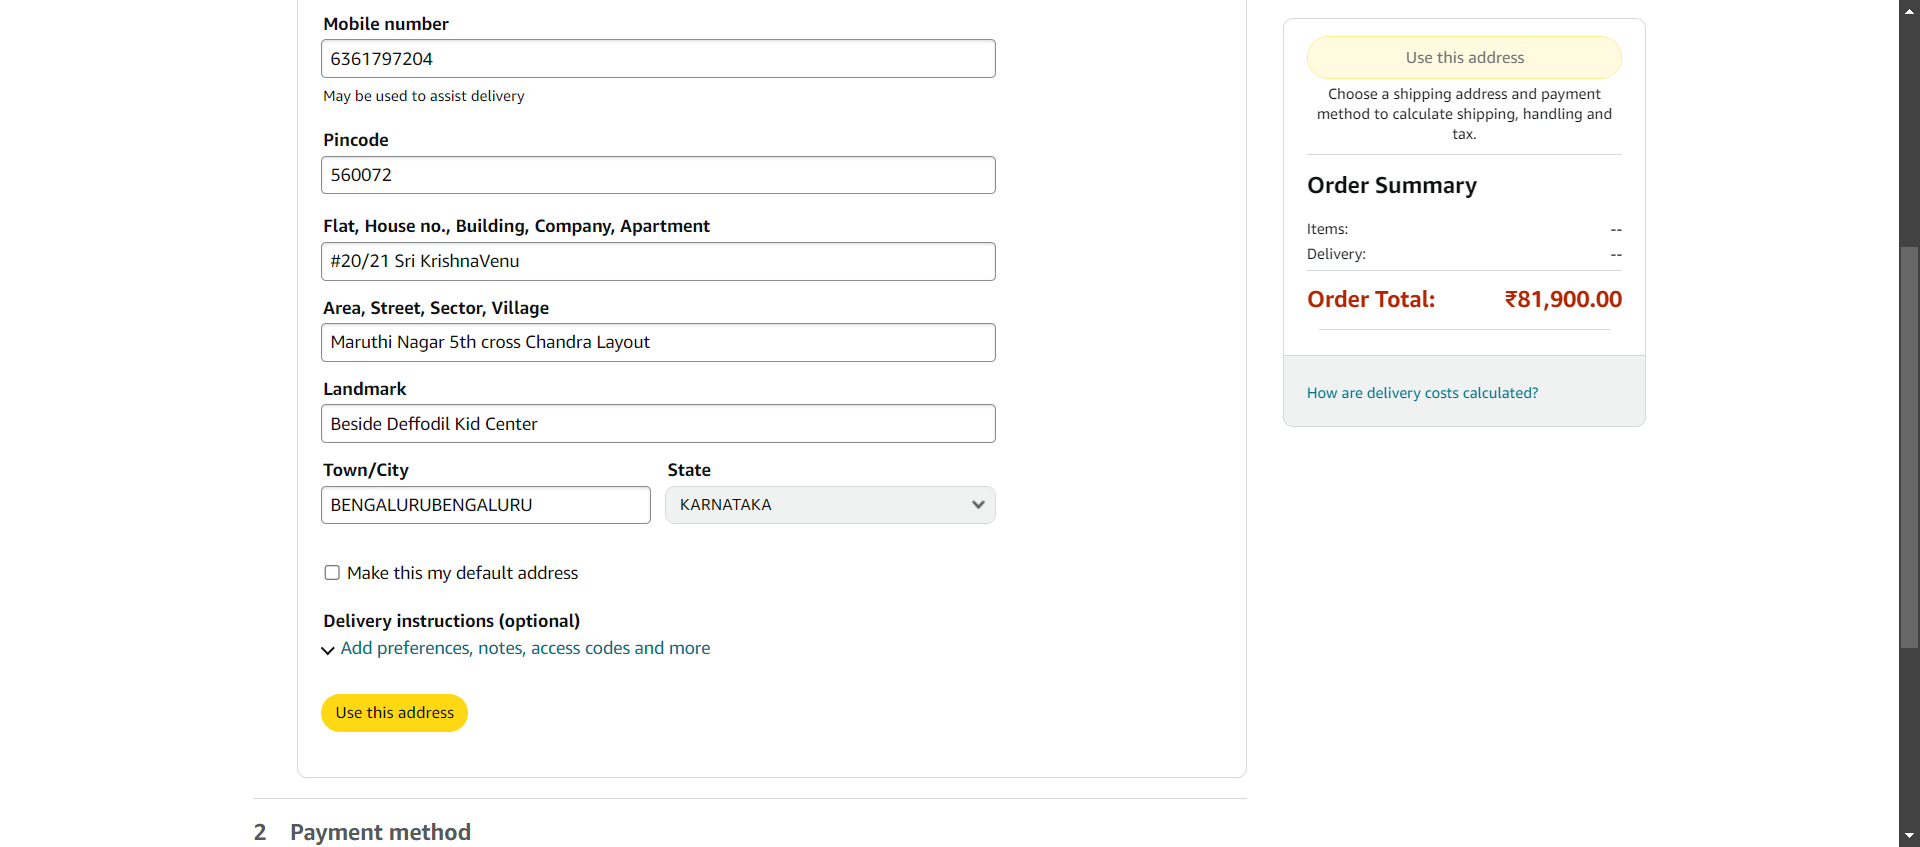 Mobile number
6361797204
May be used to assist delivery
Pincode
560072
Flat, House no., Building, Company, Apartment
#20/21 Sri KrishnaVenu
Area, Street, Sector, Village
Maruthi Nagar 5th cross Chandra Layout
Landmark
Beside Deffodil Kid Center
Town/City State
BENGALURUBENGALURU KARNATAKA
Make this my default address
Delivery instructions (optional)
Add preferences, notes, access codes and more
Use this address
2 Payment method
Use this address
Choose a shipping address and payment
method to calculate shipping, handling and
tax.
Order Summary
Items: --
Delivery: --
Order Total: ₹81,900.00
How are delivery costs calculated?